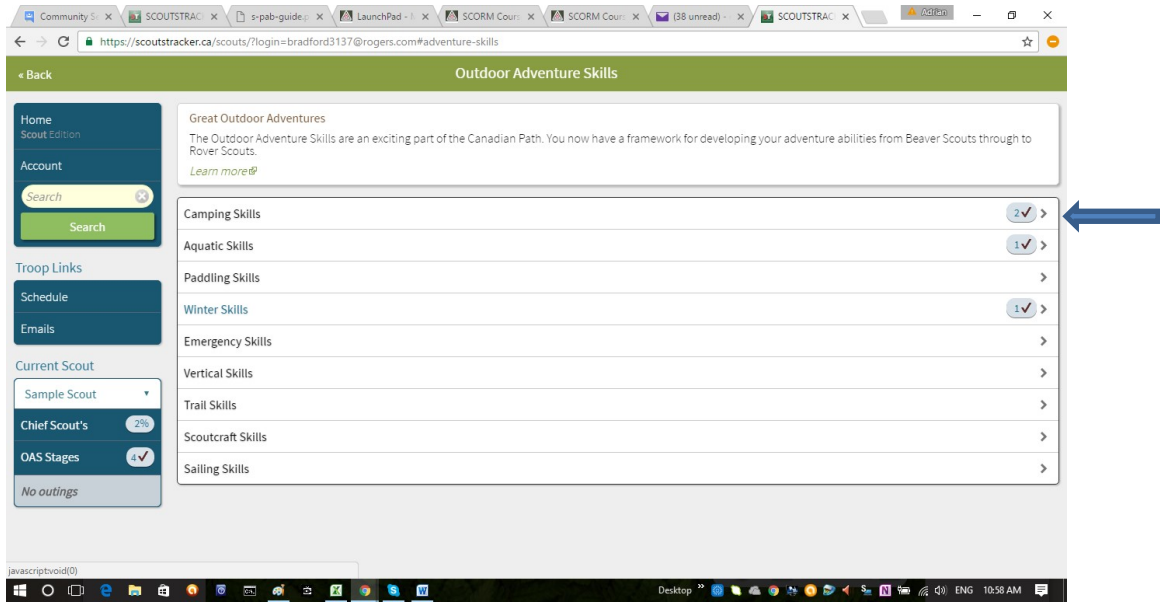 Community S
SCOUTSTRAC
s-pab-guide.p
LaunchPad -
SCORM Cours
SCORM Cours
(38 unread) -
SCOUTSTRAC
Adrian
https://scoutstracker.ca/scouts/?login=bradford3137@rogers.com#adventure-skills
« Back
Outdoor Adventure Skills
Home
Scout Edition
Account
Search
Search
Troop Links
Schedule
Emails
Current Scout
Sample Scout
Chief Scout's 2%
OAS Stages 4✔
No outings
Great Outdoor Adventures
The Outdoor Adventure Skills are an exciting part of the Canadian Path. You now have a framework for developing your adventure abilities from Beaver Scouts through to
Rover Scouts.
Learn more
Camping Skills 2✔
Aquatic Skills 1✔
Paddling Skills
Winter Skills 1✔
Emergency Skills
Vertical Skills
Trail Skills
Scoutcraft Skills
Sailing Skills
javascript:void(0)
Desktop
ENG 10:58 AM